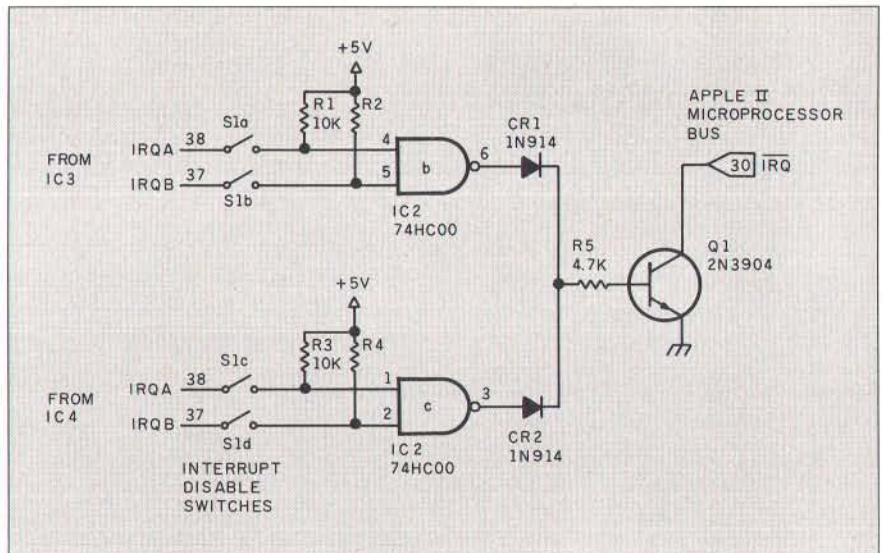 +5V
S1a
R1
10K
R2
FROM
IC3
IRQA 38
IRQB 37
S1b
4
5
b
6
IC2
74HC00
CR1
1N914
APPLE II
MICROPROCESSOR
BUS
30 IRQ
R5
4.7K
Q1
2N3904
+5V
S1c
R3
10K
R4
FROM
IC4
IRQA 38
IRQB 37
S1d
1
2
c
3
IC2
74HC00
CR2
1N914
INTERRUPT
DISABLE
SWITCHES